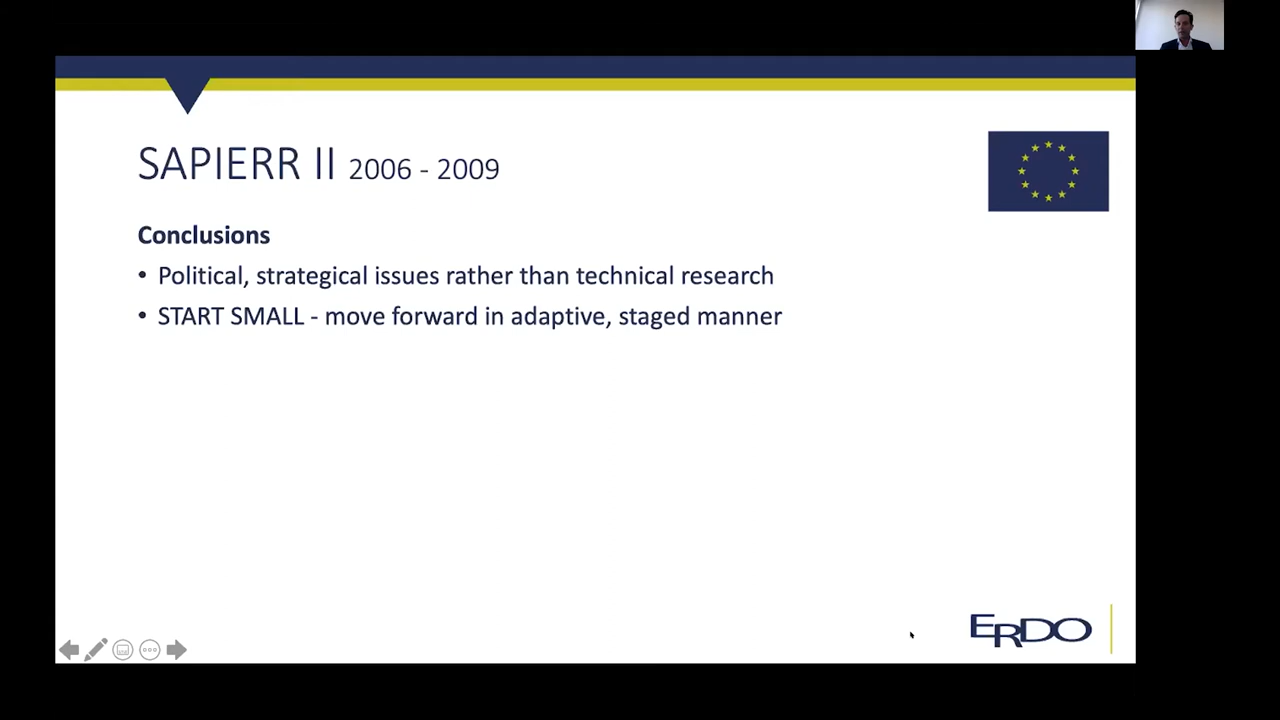 SAPIERR II 2006 - 2009
Conclusions
• Political, strategical issues rather than technical research
• START SMALL - move forward in adaptive, staged manner
ERDO